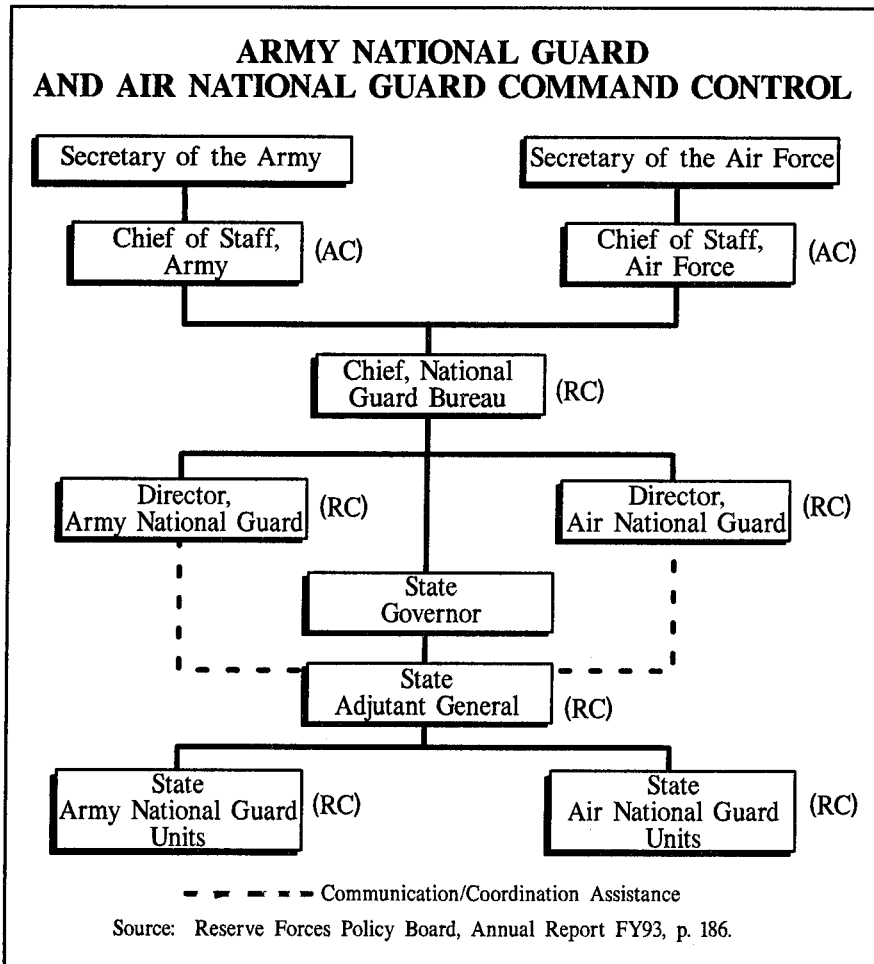 ARMY NATIONAL GUARD
AND AIR NATIONAL GUARD COMMAND CONTROL
Secretary of the Army
Secretary of the Air Force
Chief of Staff,
Army
(AC)
Chief of Staff,
Air Force
(AC)
Chief, National
Guard Bureau
(RC)
Director,
Army National Guard
(RC)
Director,
Air National Guard
(RC)
State
Governor
State
Adjutant General
(RC)
State
Army National Guard
Units
(RC)
State
Air National Guard
Units
(RC)
Communication/Coordination Assistance
Source: Reserve Forces Policy Board, Annual Report FY93, p. 186.